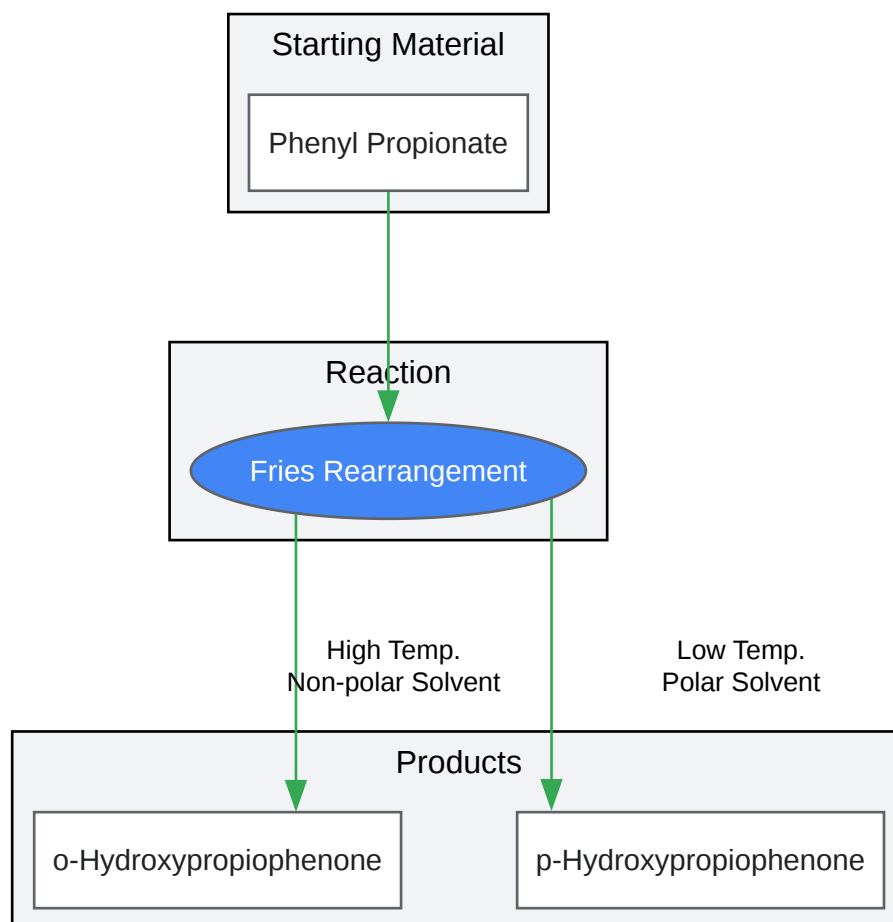 Starting Material
Phenyl Propionate
Reaction
Fries Rearrangement
High Temp.
Non-polar Solvent
Low Temp.
Polar Solvent
Products
o-Hydroxypropiophenone
p-Hydroxypropiophenone